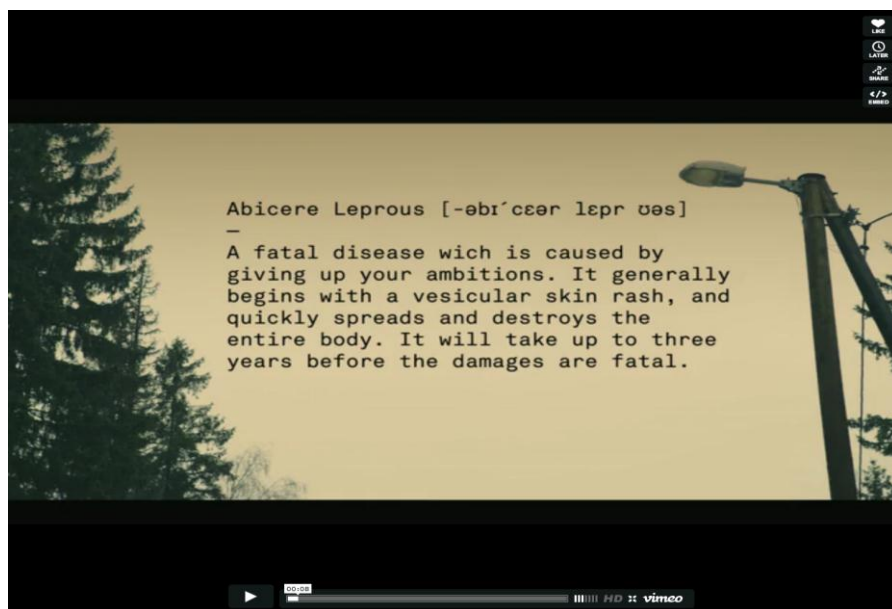 LIKE
LATER
SHARE
EMBED
Abicere Leprous [-əbɪ´cɛər lɛpr ʊəs]
—
A fatal disease wich is caused by
giving up your ambitions. It generally
begins with a vesicular skin rash, and
quickly spreads and destroys the
entire body. It will take up to three
years before the damages are fatal.
00:08
HD vimeo